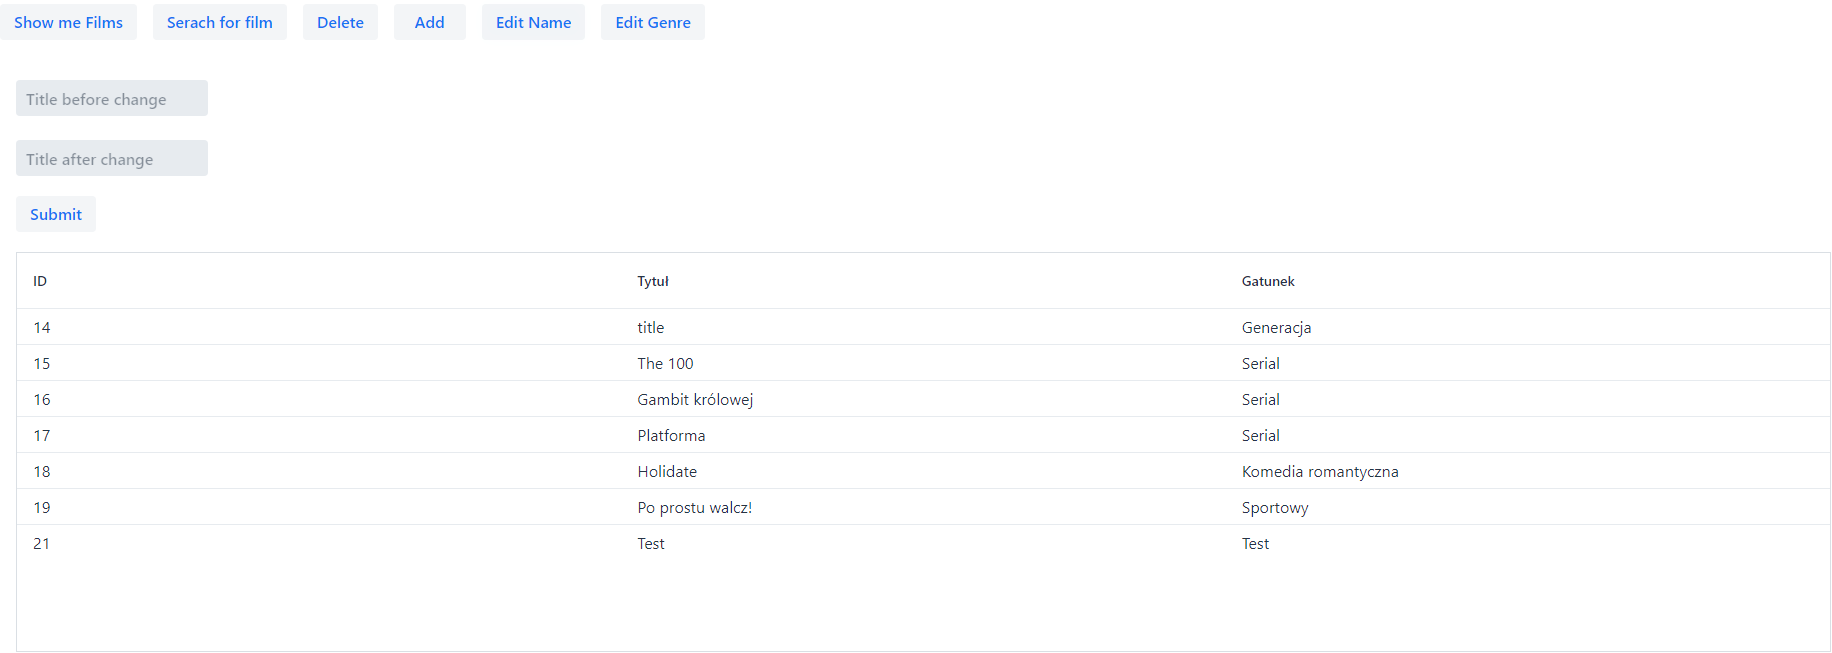 Show me Films Serach for film Delete Add Edit Name Edit Genre
Title before change
Title after change
Submit
ID Tytuł Gatunek
14 title Generacja
15 The 100 Serial
16 Gambit królowej Serial
17 Platforma Serial
18 Holidate Komedia romantyczna
19 Po prostu walcz! Sportowy
21 Test Test